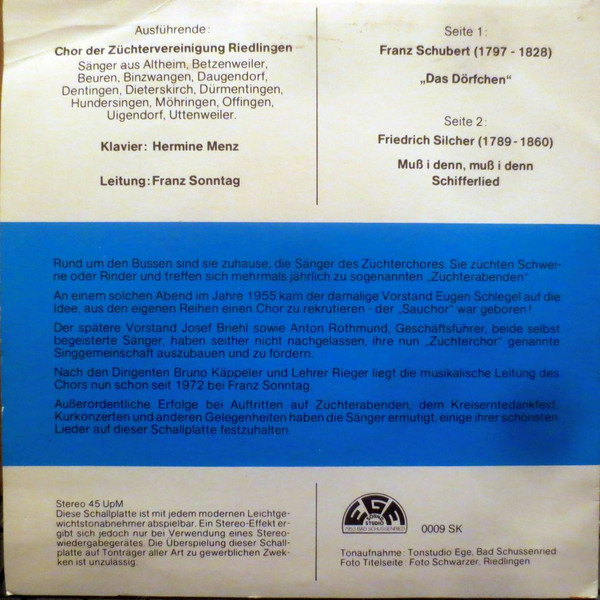 Ausführende:
Chor der Züchtervereinigung Riedlingen
Sänger aus Altheim, Betzenweiler,
Beuren, Binzwangen, Daugendorf,
Dentingen, Dieterskirch, Dürmentingen,
Hundersingen, Möhringen, Offingen,
Uigendorf, Uttenweiler.
Klavier: Hermine Menz
Leitung: Franz Sonntag
Seite 1:
Franz Schubert (1797 - 1828)
„Das Dörfchen“
Seite 2:
Friedrich Silcher (1789 - 1860)
Muß i denn, muß i denn
Schifferlied
Rund um den Bussen sind sie zuhause, die Sänger des Züchterchores. Sie züchten Schwei-
ne oder Rinder und treffen sich mehrmals jährlich zu sogenannten „Züchterabenden“
An einem solchen Abend im Jahre 1955 kam der damalige Vorstand Eugen Schlegel auf die
Idee, aus den eigenen Reihen einen Chor zu rekrutieren - der „Sauchor“ war geboren!
Der spätere Vorstand Josef Briehl sowie Anton Rothmund, Geschäftsführer, beide selbst
begeisterte Sänger, haben seither nicht nachgelassen, ihre nun „Züchterchor“ genannte
Singgemeinschaft auszubauen und zu fördern.
Nach den Dirigenten Bruno Käppeler und Lehrer Rieger liegt die musikalische Leitung des
Chors nun schon seit 1972 bei Franz Sonntag.
Außerordentliche Erfolge bei Auftritten auf Züchterabenden, dem Kreiserntedankfest,
Kurkonzerten und anderen Gelegenheiten haben die Sänger ermutigt, einige ihrer schönsten
Lieder auf dieser Schallplatte festzuhalten
Stereo 45 UpM
Diese Schallplatte ist mit jedem modernen Leichtge-
wichtstonabnehmer abspielbar. Ein Stereo-Effekt er-
gibt sich jedoch nur bei Verwendung eines Stereo-
wiedergabegerätes. Die Überspielung dieser Schall-
platte auf Tonträger aller Art zu gewerblichen Zwek-
ken ist unzulässig.
EGE
STUDIO
7953 BAD SCHUSSENRIED
0009 SK
Tonaufnahme: Tonstudio Ege, Bad Schussenried
Foto Titelseite: Foto Schwarzer, Riedlingen